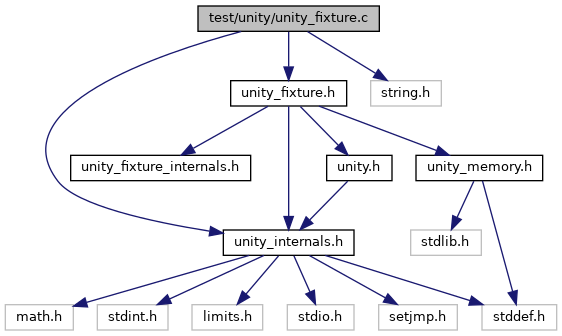 test/unity/unity_fixture.c
unity_fixture.h
string.h
unity_fixture_internals.h
unity.h
unity_memory.h
unity_internals.h
stdlib.h
math.h
stdint.h
limits.h
stdio.h
setjmp.h
stddef.h